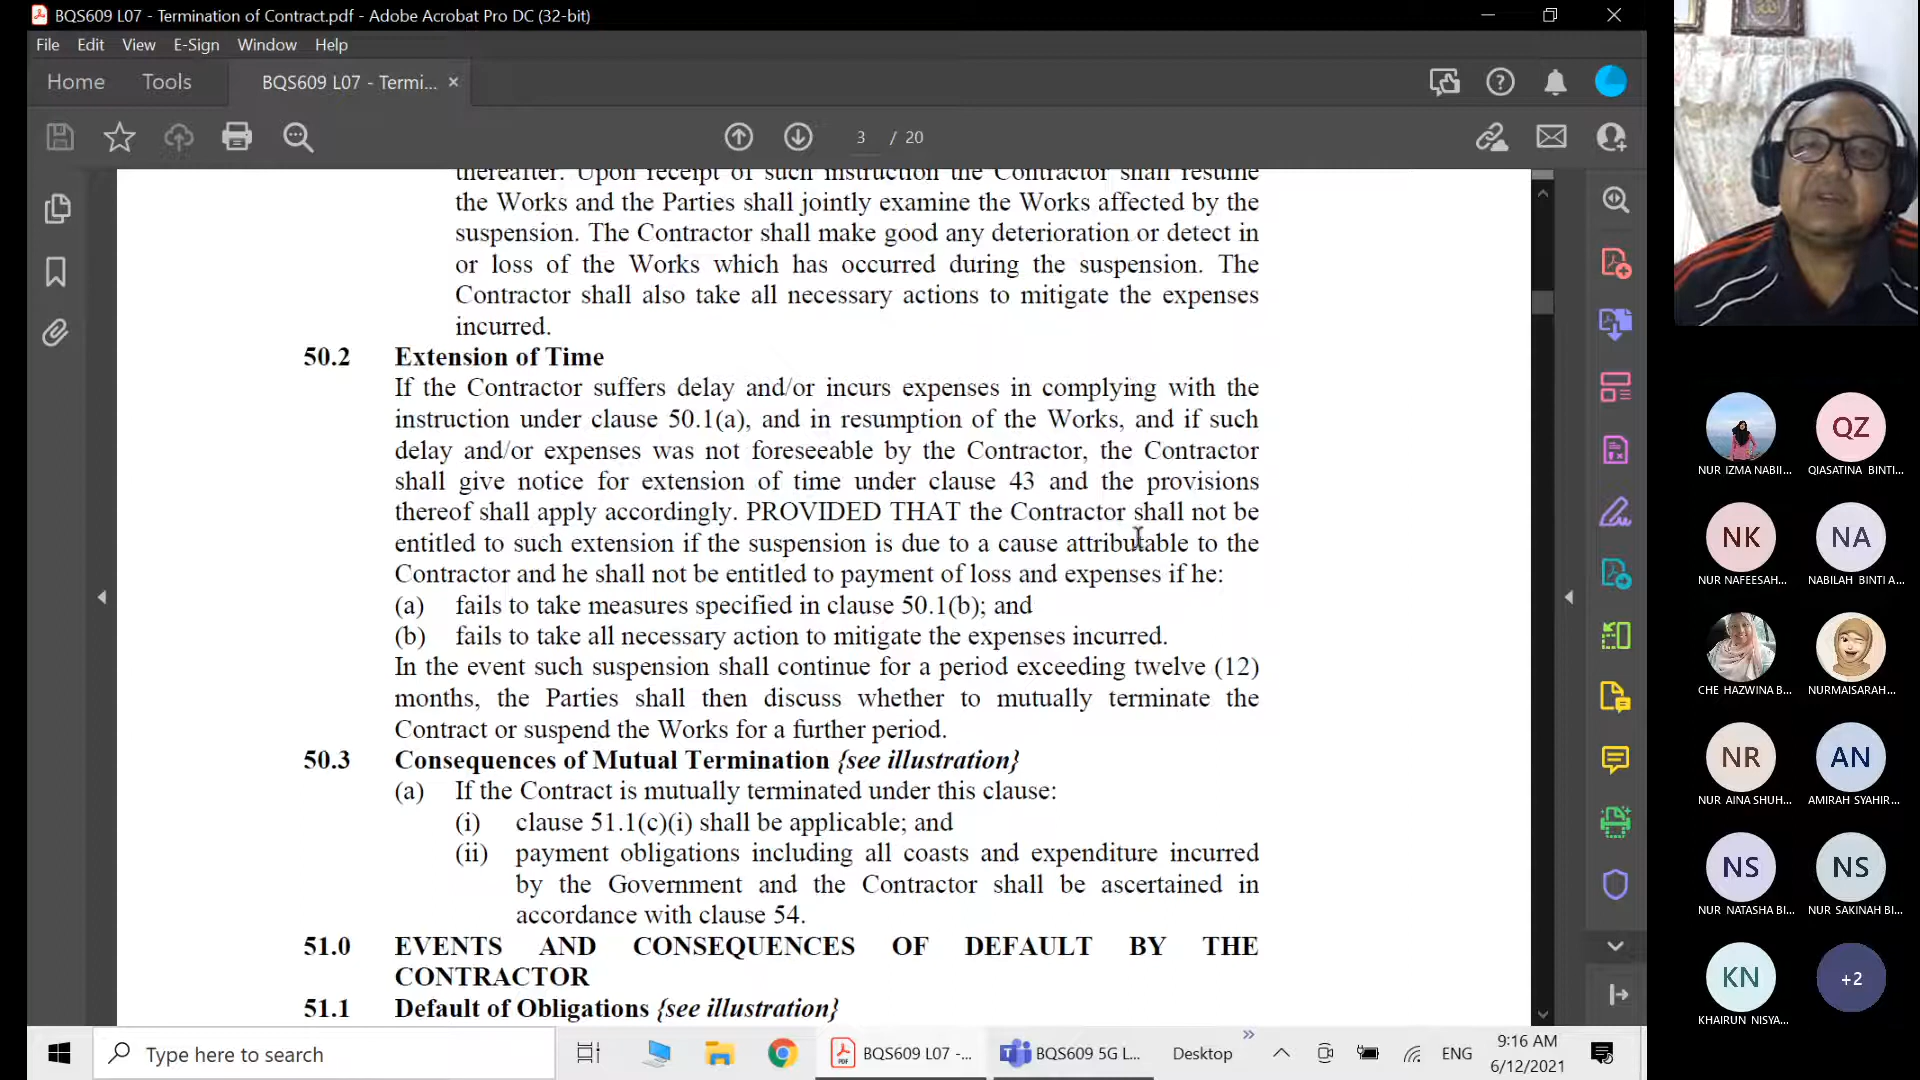 BQS609 L07 - Termination of Contract.pdf - Adobe Acrobat Pro DC (32-bit)
File Edit View E-Sign Window Help
Home Tools BQS609 L07 - Termi... ×
3 / 20
thereafter. Upon receipt of such instruction the Contractor shall resume
the Works and the Parties shall jointly examine the Works affected by the
suspension. The Contractor shall make good any deterioration or detect in
or loss of the Works which has occurred during the suspension. The
Contractor shall also take all necessary actions to mitigate the expenses
incurred.
50.2 Extension of Time
If the Contractor suffers delay and/or incurs expenses in complying with the
instruction under clause 50.1(a), and in resumption of the Works, and if such
delay and/or expenses was not foreseeable by the Contractor, the Contractor
shall give notice for extension of time under clause 43 and the provisions
thereof shall apply accordingly. PROVIDED THAT the Contractor shall not be
entitled to such extension if the suspension is due to a cause attributable to the
Contractor and he shall not be entitled to payment of loss and expenses if he:
(a) fails to take measures specified in clause 50.1(b); and
(b) fails to take all necessary action to mitigate the expenses incurred.
In the event such suspension shall continue for a period exceeding twelve (12)
months, the Parties shall then discuss whether to mutually terminate the
Contract or suspend the Works for a further period.
50.3 Consequences of Mutual Termination {see illustration}
(a) If the Contract is mutually terminated under this clause:
(i) clause 51.1(c)(i) shall be applicable; and
(ii) payment obligations including all coasts and expenditure incurred
by the Government and the Contractor shall be ascertained in
accordance with clause 54.
51.0 EVENTS AND CONSEQUENCES OF DEFAULT BY THE
CONTRACTOR
51.1 Default of Obligations {see illustration}
QZ
NUR IZMA NABII... QIASATINA BINTI...
NK NA
NUR NAFEESAH... NABILAH BINTI A...
CHE HAZWINA B... NURMAISARAH...
NR AN
NUR AINA SHUH... AMIRAH SYAHIR...
NS NS
NUR NATASHA BI... NUR SAKINAH BI...
KN +2
KHAIRUN NISYA...
Type here to search
BQS609 L07 -...
BQS609 5G L...
Desktop
ENG
9:16 AM
6/12/2021